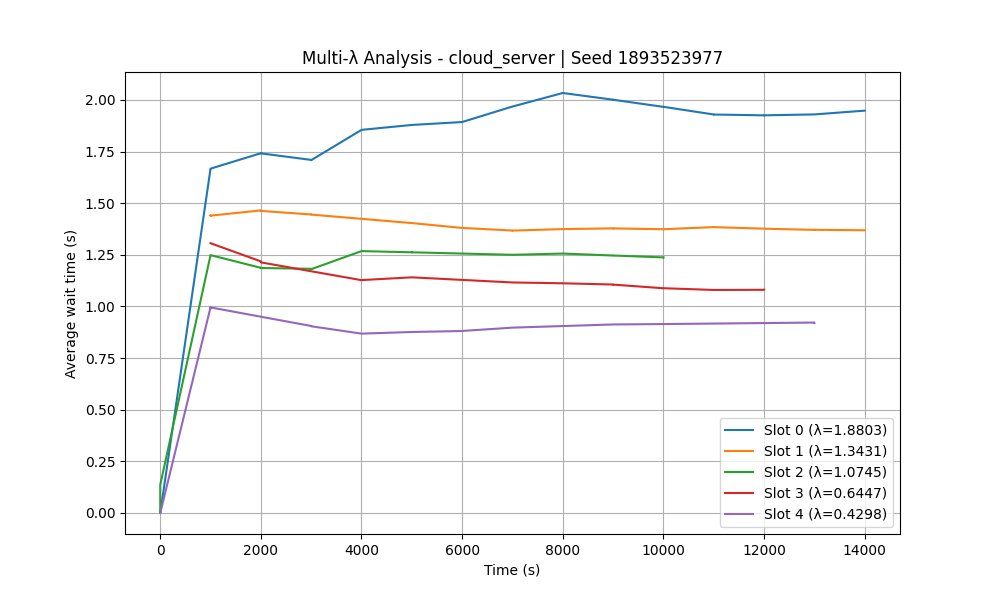 Multi-λ Analysis - cloud_server | Seed 1893523977
Average wait time (s)
2.00
1.75
1.50
1.25
1.00
0.75
0.50
0.25
0.00
Slot 0 (λ=1.8803)
Slot 1 (λ=1.3431)
Slot 2 (λ=1.0745)
Slot 3 (λ=0.6447)
Slot 4 (λ=0.4298)
0 2000 4000 6000 8000 10000 12000 14000
Time (s)